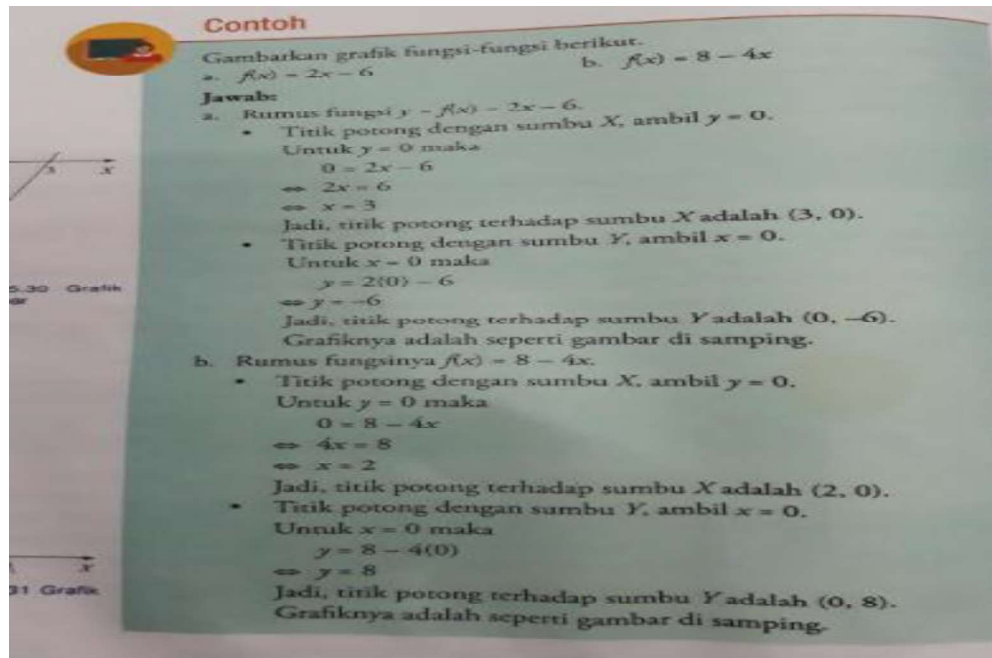 Contoh
Gambarkan grafik fungsi-fungsi berikut.
a. f(x) = 2x − 6 b. f(x) = 8 − 4x
Jawab:
a. Rumus fungsi y = f(x) = 2x − 6.
• Titik potong dengan sumbu X, ambil y = 0.
Untuk y = 0 maka
0 = 2x − 6
⇔ 2x = 6
⇔ x = 3
Jadi, titik potong terhadap sumbu X adalah (3, 0).
• Titik potong dengan sumbu Y, ambil x = 0.
Untuk x = 0 maka
y = 2(0) − 6
⇔ y = −6
Jadi, titik potong terhadap sumbu Y adalah (0, −6).
Grafiknya adalah seperti gambar di samping.
b. Rumus fungsinya f(x) = 8 − 4x.
• Titik potong dengan sumbu X, ambil y = 0.
Untuk y = 0 maka
0 = 8 − 4x
⇔ 4x = 8
⇔ x = 2
Jadi, titik potong terhadap sumbu X adalah (2, 0).
• Titik potong dengan sumbu Y, ambil x = 0.
Untuk x = 0 maka
y = 8 − 4(0)
⇔ y = 8
Jadi, titik potong terhadap sumbu Y adalah (0, 8).
Grafiknya adalah seperti gambar di samping.
3 X
5.30 Grafik
X
31 Grafik